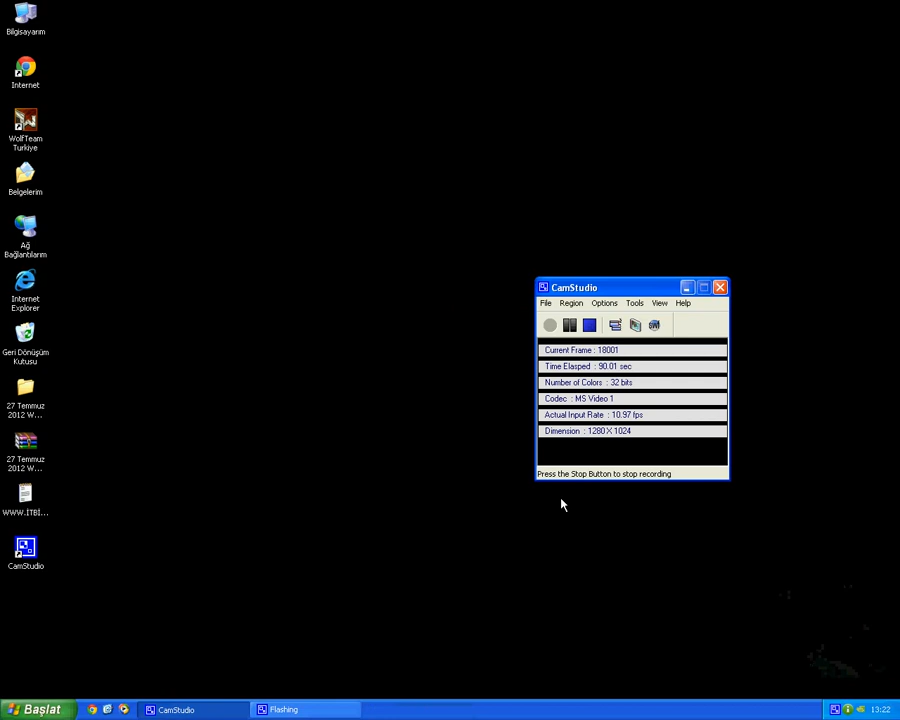 Bilgisayarım
Internet
WolfTeam
Turkiye
Belgelerim
Ağ
Bağlantılarım
Internet
Explorer
Geri Dönüşüm
Kutusu
27 Temmuz
2012 W...
27 Temmuz
2012 W...
WWW.İTBİ...
CamStudio
CamStudio
File Region Options Tools View Help
Current Frame : 18001
Time Elasped : 90.01 sec
Number of Colors : 32 bits
Codec : MS Video 1
Actual Input Rate : 10.97 fps
Dimension : 1280 X 1024
Press the Stop Button to stop recording
Başlat CamStudio Flashing 13:22